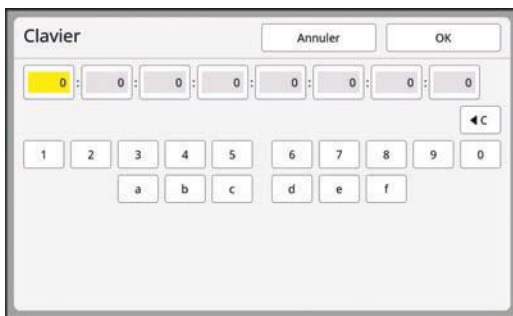 Clavier Annuler OK
0 : 0 : 0 : 0 : 0 : 0 : 0 : 0
◀C
1 2 3 4 5 6 7 8 9 0
a b c d e f